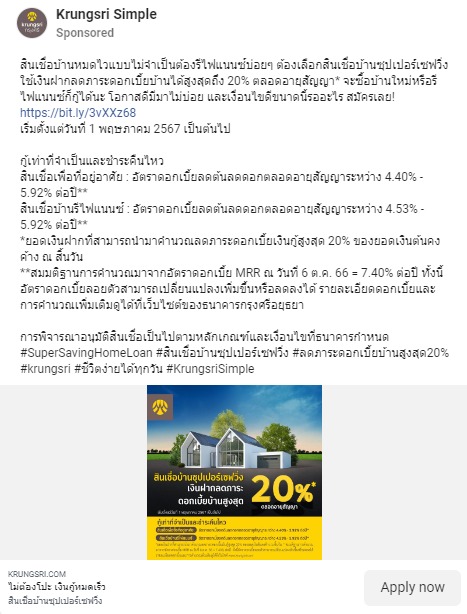 krungsri
กรุงศรี
Krungsri Simple
Sponsored
สินเชื่อบ้านหมดไวแบบไม่จำเป็นต้องรีไฟแนนซ์บ่อยๆ ต้องเลือกสินเชื่อบ้านซุปเปอร์เซฟวิ่ง
ใช้เงินฝากลดภาระดอกเบี้ยบ้านได้สูงสุดถึง 20% ตลอดอายุสัญญา* จะซื้อบ้านใหม่หรือรี
ไฟแนนซ์ก็กู้ได้นะ โอกาสดีมีมาไม่บ่อย และเงื่อนไขดีขนาดนี้รออะไร สมัครเลย!
https://bit.ly/3vXXz68
เริ่มตั้งแต่วันที่ 1 พฤษภาคม 2567 เป็นต้นไป
กู้เท่าที่จำเป็นและชำระคืนไหว
สินเชื่อเพื่อที่อยู่อาศัย : อัตราดอกเบี้ยลดต้นลดดอกตลอดอายุสัญญาระหว่าง 4.40% -
5.92% ต่อปี**
สินเชื่อบ้านรีไฟแนนซ์ : อัตราดอกเบี้ยลดต้นลดดอกตลอดอายุสัญญาระหว่าง 4.53% -
5.92% ต่อปี**
*ยอดเงินฝากที่สามารถนำมาคำนวณลดภาระดอกเบี้ยเงินกู้สูงสุด 20% ของยอดเงินต้นคง
ค้าง ณ สิ้นวัน
**สมมติฐานการคำนวณมาจากอัตราดอกเบี้ย MRR ณ วันที่ 6 ต.ค. 66 = 7.40% ต่อปี ทั้งนี้
อัตราดอกเบี้ยลอยตัวสามารถเปลี่ยนแปลงเพิ่มขึ้นหรือลดลงได้ รายละเอียดดอกเบี้ยและ
การคำนวณเพิ่มเติมดูได้ที่เว็บไซต์ของธนาคารกรุงศรีอยุธยา
การพิจารณาอนุมัติสินเชื่อเป็นไปตามหลักเกณฑ์และเงื่อนไขที่ธนาคารกำหนด
#SuperSavingHomeLoan #สินเชื่อบ้านซุปเปอร์เซฟวิ่ง #ลดภาระดอกเบี้ยบ้านสูงสุด20%
#krungsri #ชีวิตง่ายได้ทุกวัน #KrungsriSimple
สินเชื่อบ้านซุปเปอร์เซฟวิ่ง
เงินฝากลดภาระ
ดอกเบี้ยบ้านสูงสุด
20%*
ตลอดอายุสัญญา
กู้เท่าที่จำเป็นและชำระคืนไหว
KRUNGSRI.COM
ไม่ต้องโปะ เงินกู้หมดเร็ว
สินเชื่อบ้านซุปเปอร์เซฟวิ่ง
Apply now